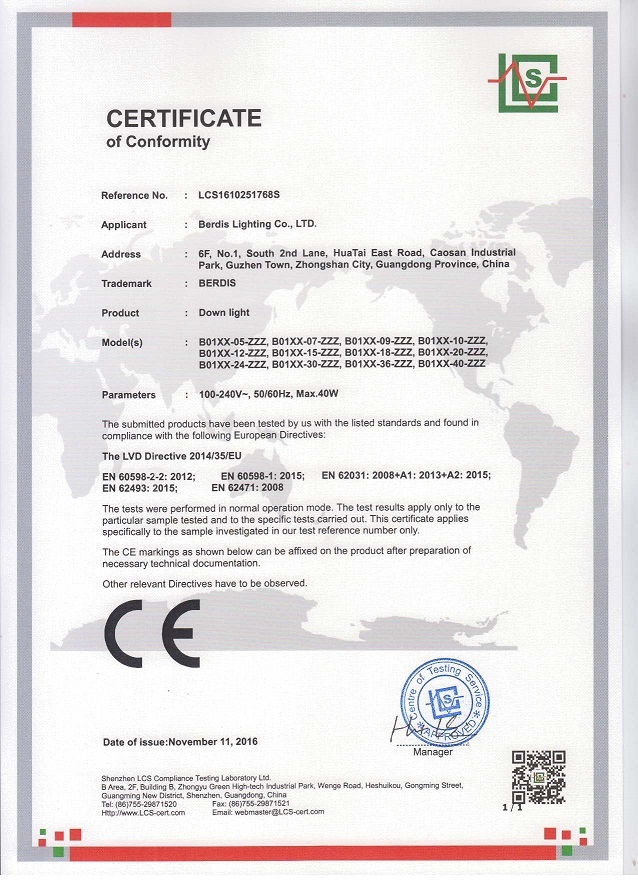 LCS
CERTIFICATE
of Conformity
Reference No. : LCS1610251768S
Applicant : Berdis Lighting Co., LTD.
Address : 6F, No.1, South 2nd Lane, HuaTai East Road, Caosan Industrial
Park, Guzhen Town, Zhongshan City, Guangdong Province, China
Trademark : BERDIS
Product : Down light
Model(s) : B01XX-05-ZZZ, B01XX-07-ZZZ, B01XX-09-ZZZ, B01XX-10-ZZZ,
B01XX-12-ZZZ, B01XX-15-ZZZ, B01XX-18-ZZZ, B01XX-20-ZZZ,
B01XX-24-ZZZ, B01XX-30-ZZZ, B01XX-36-ZZZ, B01XX-40-ZZZ
Parameters : 100-240V~, 50/60Hz, Max.40W
The submitted products have been tested by us with the listed standards and found in
compliance with the following European Directives:
The LVD Directive 2014/35/EU
EN 60598-2-2: 2012; EN 60598-1: 2015; EN 62031: 2008+A1: 2013+A2: 2015;
EN 62493: 2015; EN 62471: 2008
The tests were performed in normal operation mode. The test results apply only to the
particular sample tested and to the specific tests carried out. This certificate applies
specifically to the sample investigated in our test reference number only.
The CE markings as shown below can be affixed on the product after preparation of
necessary technical documentation.
Other relevant Directives have to be observed.
CE
Centre of Testing Service
*APPROVED*
Date of issue:November 11, 2016
Manager
Shenzhen LCS Compliance Testing Laboratory Ltd.
B Area, 2F, Building B, Zhongyu Green High-tech Industrial Park, Wenge Road, Heshuikou, Gongming Street,
Guangming New District, Shenzhen, Guangdong, China
Tel: (86)755-29871520 Fax: (86)755-29871521
Http://www.LCS-cert.com Email: webmaster@LCS-cert.com
1 / 1